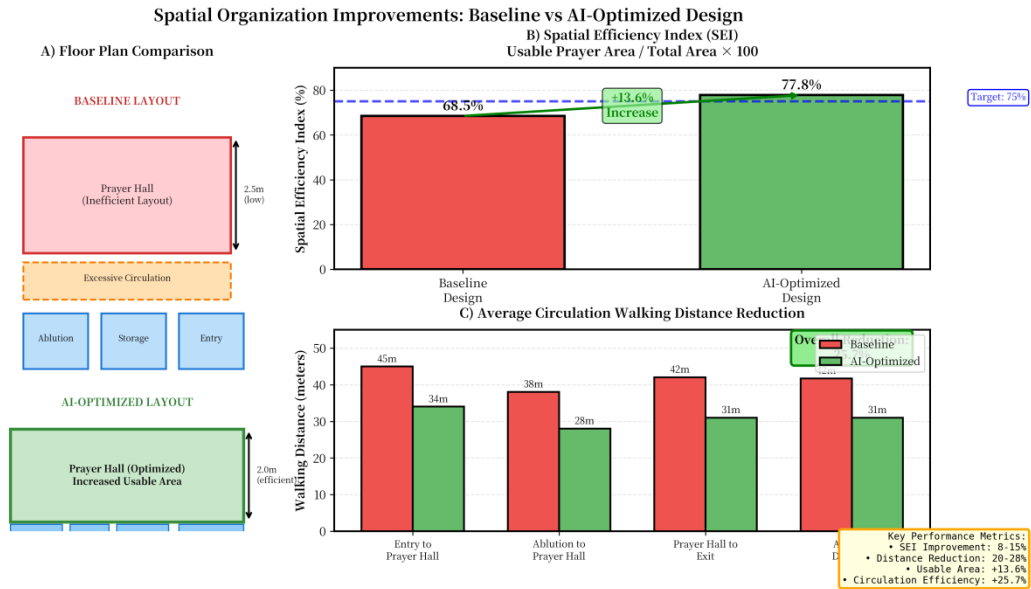 Spatial Organization Improvements: Baseline vs AI-Optimized Design
A) Floor Plan Comparison
BASELINE LAYOUT
Prayer Hall
(Inefficient Layout)
2.5m
(low)
Excessive Circulation
Ablution
Storage
Entry
AI-OPTIMIZED LAYOUT
Prayer Hall (Optimized)
Increased Usable Area
2.0m
(efficient)
B) Spatial Efficiency Index (SEI)
Usable Prayer Area / Total Area × 100
Spatial Efficiency Index (%)
80
60
40
20
0
68.5%
+13.6%
Increase
77.8%
Target: 75%
Baseline
Design
AI-Optimized
Design
C) Average Circulation Walking Distance Reduction
Walking Distance (meters)
50
40
30
20
10
0
45m
34m
38m
28m
42m
31m
31m
Baseline
AI-Optimized
Entry to
Prayer Hall
Ablution to
Prayer Hall
Prayer Hall to
Exit
Key Performance Metrics:
• SEI Improvement: 8-15%
• Distance Reduction: 20-28%
• Usable Area: +13.6%
• Circulation Efficiency: +25.7%